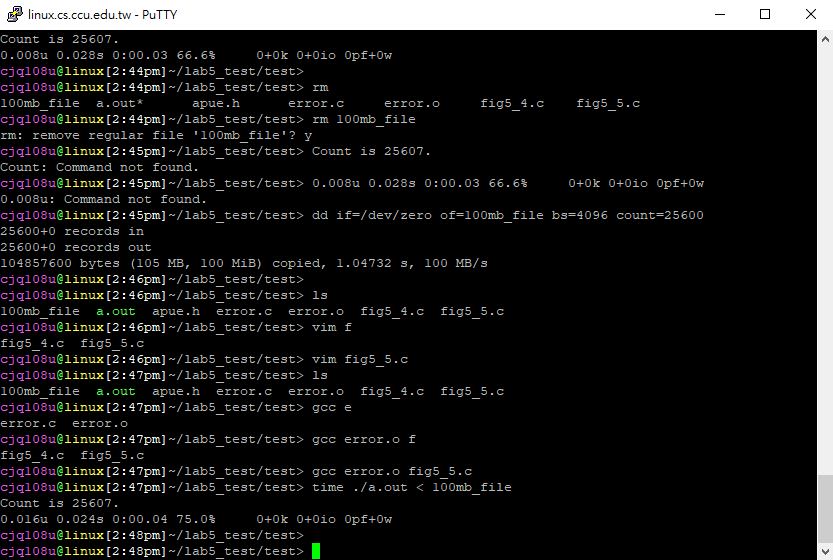 linux.cs.ccu.edu.tw - PuTTY
Count is 25607.
0.008u 0.028s 0:00.03 66.6%     0+0k 0+0io 0pf+0w
cjq108u@linux[2:44pm]~/lab5_test/test>
cjq108u@linux[2:44pm]~/lab5_test/test> rm
100mb_file  a.out*      apue.h      error.c     error.o     fig5_4.c    fig5_5.c
cjq108u@linux[2:44pm]~/lab5_test/test> rm 100mb_file
rm: remove regular file '100mb_file'? y
cjq108u@linux[2:45pm]~/lab5_test/test> Count is 25607.
Count: Command not found.
cjq108u@linux[2:45pm]~/lab5_test/test> 0.008u 0.028s 0:00.03 66.6%     0+0k 0+0io 0pf+0w
0.008u: Command not found.
cjq108u@linux[2:45pm]~/lab5_test/test> dd if=/dev/zero of=100mb_file bs=4096 count=25600
25600+0 records in
25600+0 records out
104857600 bytes (105 MB, 100 MiB) copied, 1.04732 s, 100 MB/s
cjq108u@linux[2:46pm]~/lab5_test/test>
cjq108u@linux[2:46pm]~/lab5_test/test> ls
100mb_file  a.out  apue.h  error.c  error.o  fig5_4.c  fig5_5.c
cjq108u@linux[2:46pm]~/lab5_test/test> vim f
fig5_4.c  fig5_5.c
cjq108u@linux[2:46pm]~/lab5_test/test> vim fig5_5.c
cjq108u@linux[2:47pm]~/lab5_test/test> ls
100mb_file  a.out  apue.h  error.c  error.o  fig5_4.c  fig5_5.c
cjq108u@linux[2:47pm]~/lab5_test/test> gcc e
error.c  error.o
cjq108u@linux[2:47pm]~/lab5_test/test> gcc error.o f
fig5_4.c  fig5_5.c
cjq108u@linux[2:47pm]~/lab5_test/test> gcc error.o fig5_5.c
cjq108u@linux[2:47pm]~/lab5_test/test> time ./a.out < 100mb_file
Count is 25607.
0.016u 0.024s 0:00.04 75.0%     0+0k 0+0io 0pf+0w
cjq108u@linux[2:48pm]~/lab5_test/test>
cjq108u@linux[2:48pm]~/lab5_test/test>